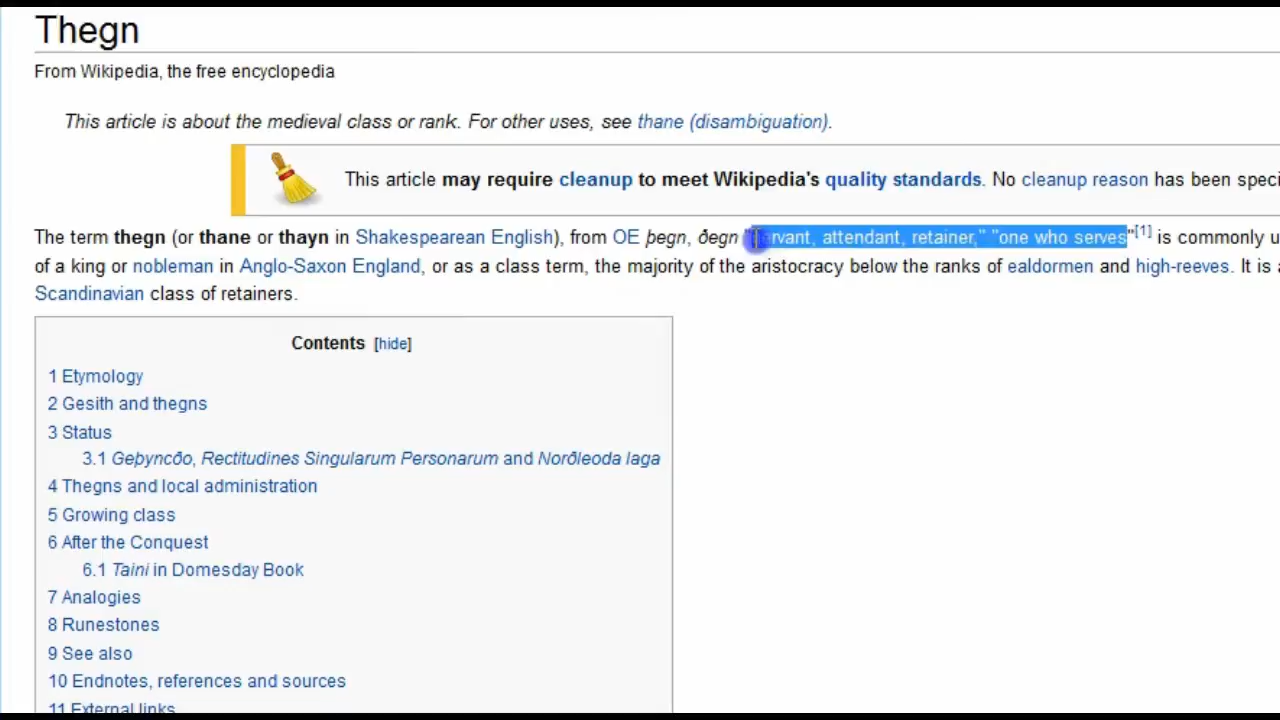 Thegn
From Wikipedia, the free encyclopedia
This article is about the medieval class or rank. For other uses, see thane (disambiguation).
This article may require cleanup to meet Wikipedia's quality standards. No cleanup reason has been speci
The term thegn (or thane or thayn in Shakespearean English), from OE þegn, ðegn "servant, attendant, retainer," "one who serves"[1] is commonly u
of a king or nobleman in Anglo-Saxon England, or as a class term, the majority of the aristocracy below the ranks of ealdormen and high-reeves. It is a
Scandinavian class of retainers.
Contents [hide]
1 Etymology
2 Gesith and thegns
3 Status
3.1 Geþyncðo, Rectitudines Singularum Personarum and Norðleoda laga
4 Thegns and local administration
5 Growing class
6 After the Conquest
6.1 Taini in Domesday Book
7 Analogies
8 Runestones
9 See also
10 Endnotes, references and sources
11 External links